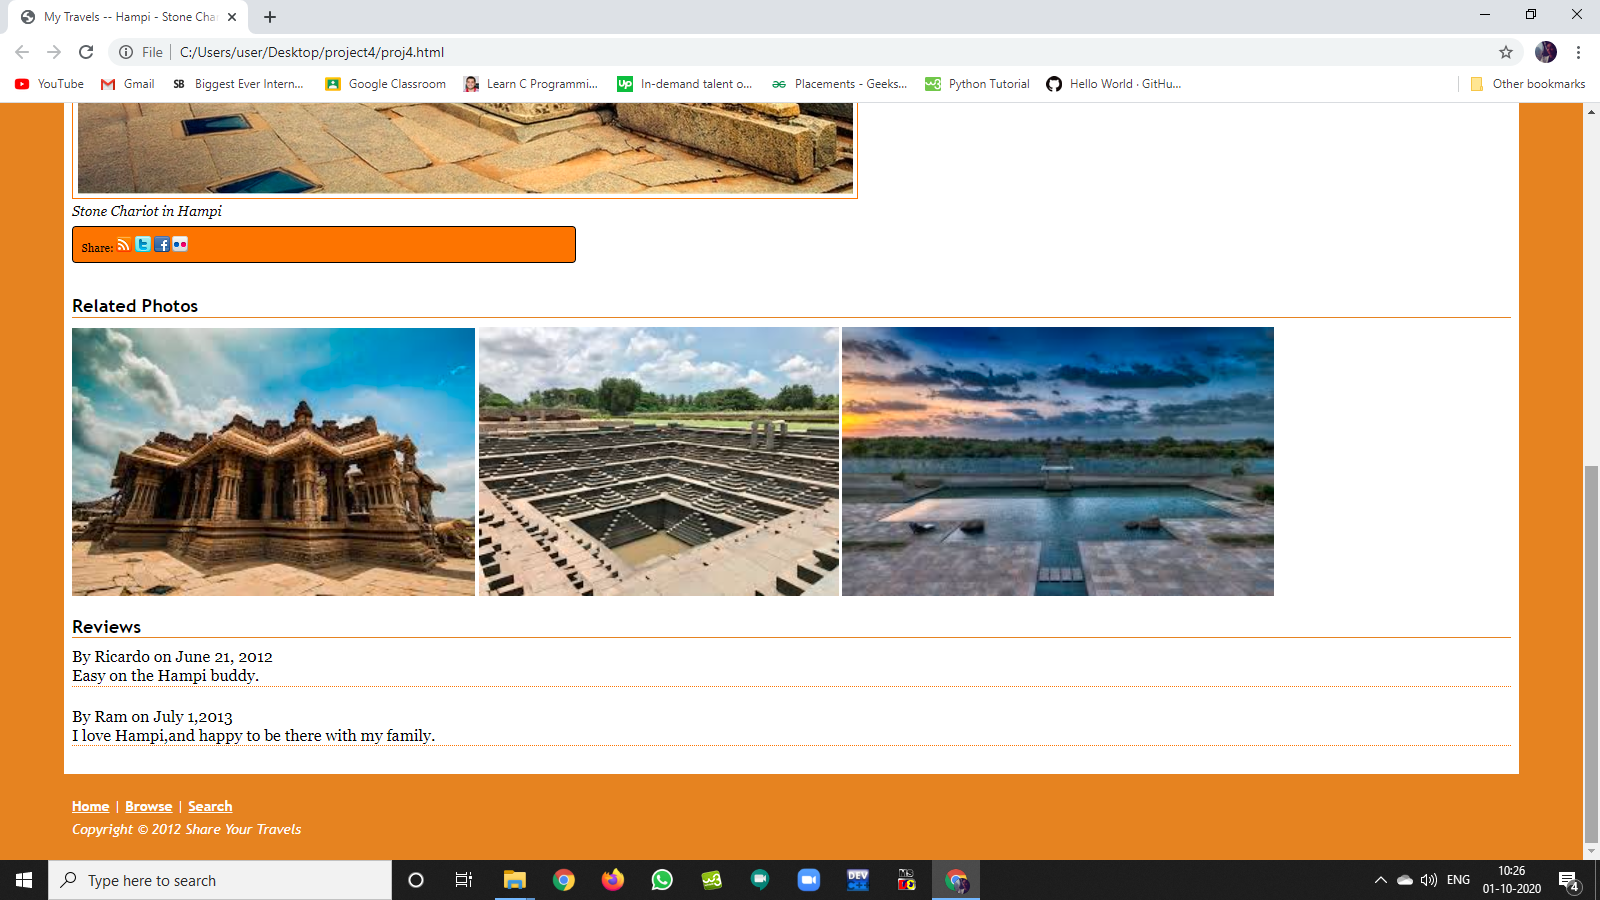 My Travels -- Hampi - Stone Cha
File | C:/Users/user/Desktop/project4/proj4.html
YouTube Gmail SB Biggest Ever Intern... Google Classroom Learn C Programmi... Up In-demand talent o... Placements - Geeks... Python Tutorial Hello World · GitHu... Other bookmarks
Stone Chariot in Hampi
Share:
Related Photos
Reviews
By Ricardo on June 21, 2012
Easy on the Hampi buddy.
By Ram on July 1,2013
I love Hampi,and happy to be there with my family.
Home | Browse | Search
Copyright © 2012 Share Your Travels
Type here to search
DEV
ENG
10:26
01-10-2020
4